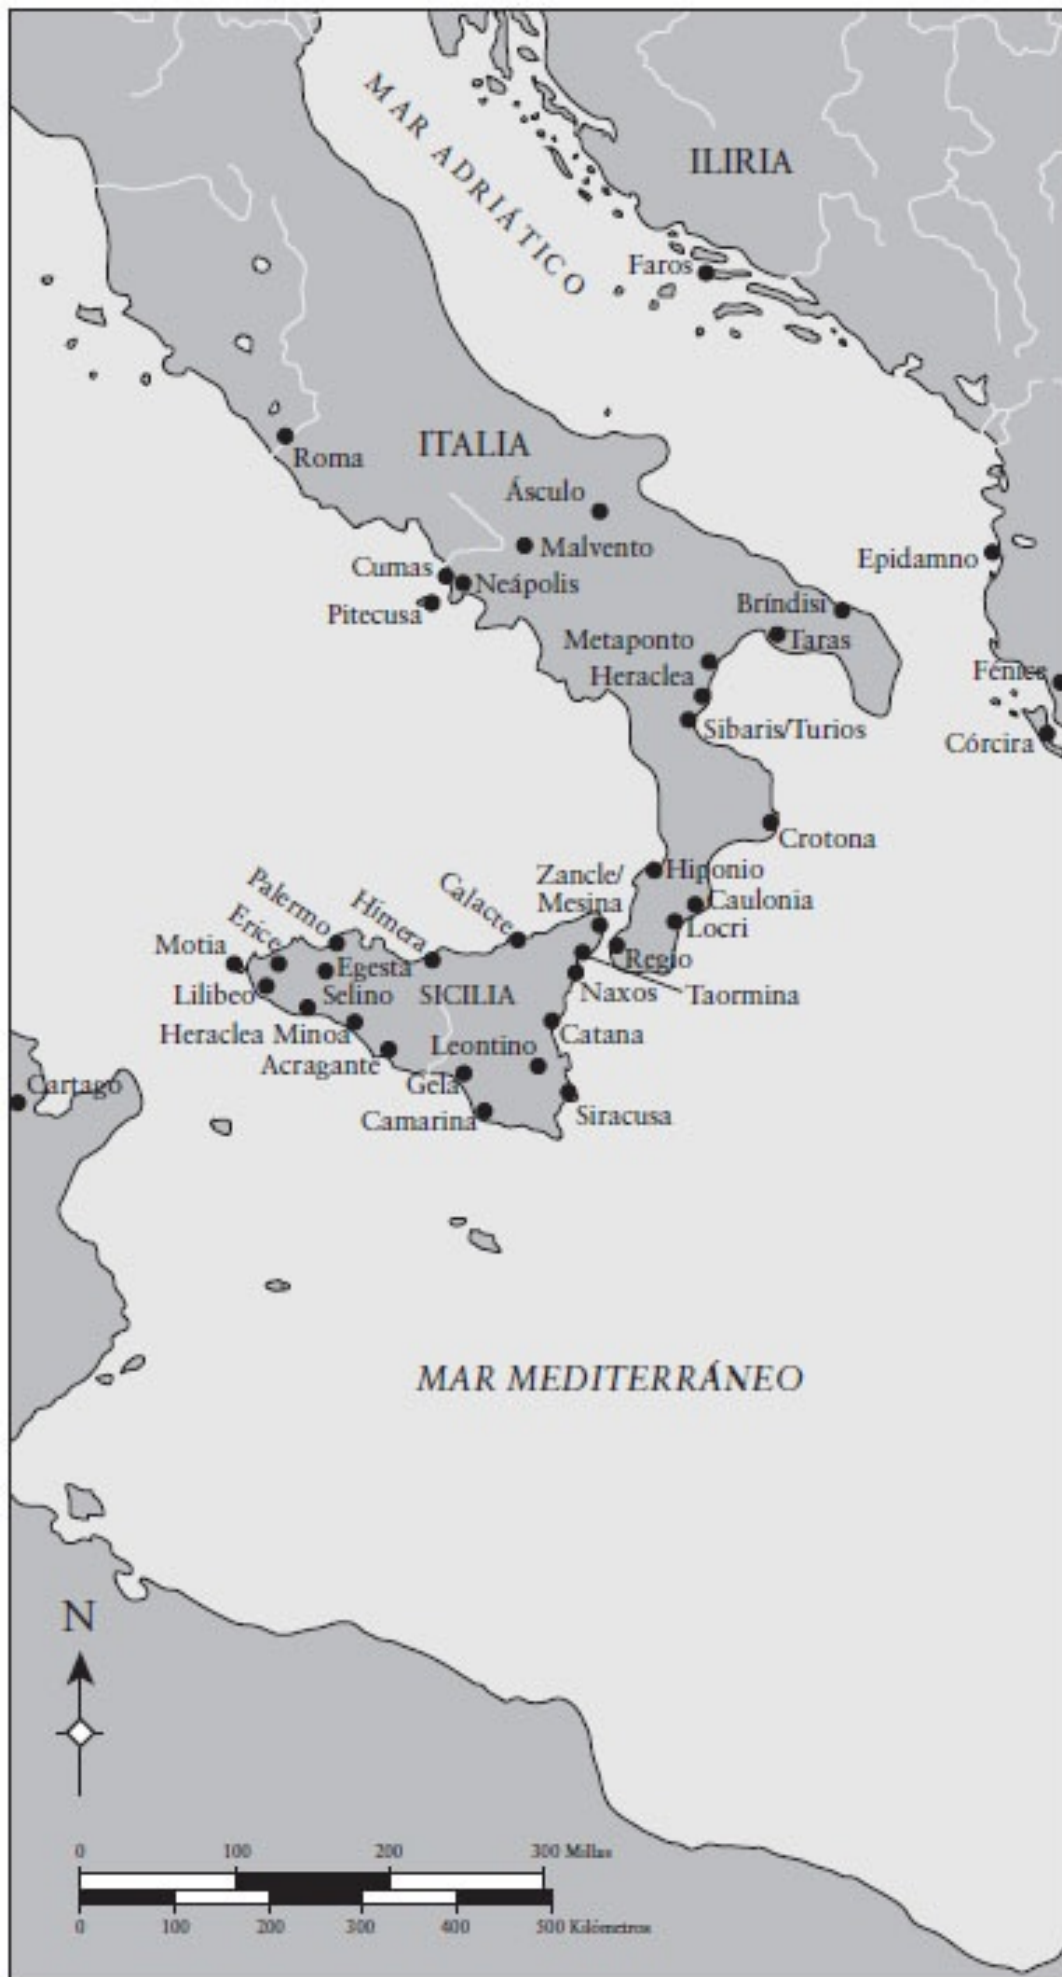 MAR ADRIÁTICO
ILIRIA
Faros
Roma
ITALIA
Ásculo
Malvento
Cumas
Neápolis
Pitecusa
Epidamno
Bríndisi
Taras
Metaponto
Heraclea
Sibaris/Turios
Fénice
Córcira
Crotona
Hiponio
Zancle/
Mesina
Caulonia
Locri
Regio
Calacte
Hímera
Palermo
Erice
Motia
Egesta
Lilibeo
Selino
SICILIA
Naxos
Taormina
Heraclea Minoa
Catana
Leontino
Acragante
Gela
Camarina
Siracusa
Cartago
MAR MEDITERRÁNEO
N
0 100 200 300 Millas
0 100 200 300 400 500 Kilómetros